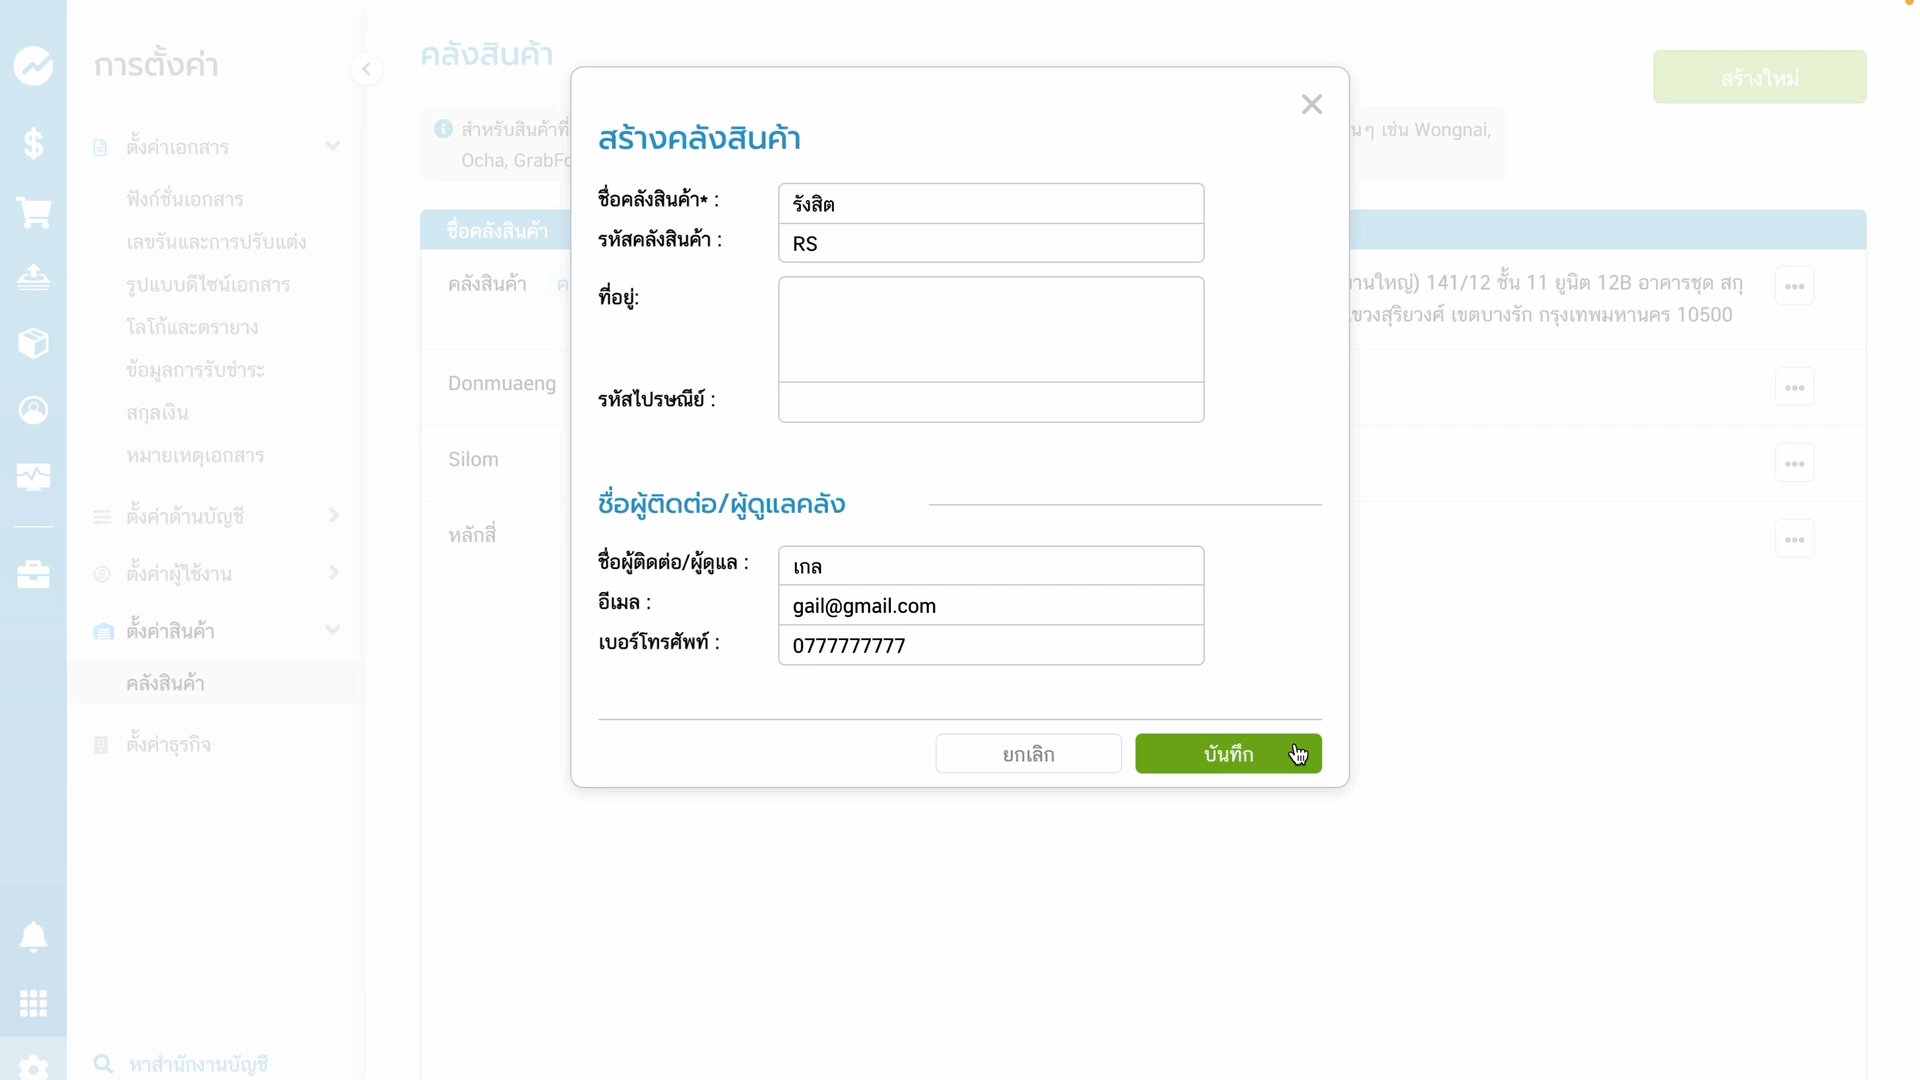 การตั้งค่า
ตั้งค่าเอกสาร
ฟังก์ชั่นเอกสาร
เลขรันและการปรับแต่ง
รูปแบบดีไซน์เอกสาร
โลโก้และตรายาง
ข้อมูลการรับชำระ
สกุลเงิน
หมายเหตุเอกสาร
ตั้งค่าด้านบัญชี
ตั้งค่าผู้ใช้งาน
ตั้งค่าสินค้า
คลังสินค้า
ตั้งค่าธุรกิจ
หาสำนักงานบัญชี
คลังสินค้า
สร้างใหม่
สำหรับสินค้าที่
นๆ เช่น Wongnai,
Ocha, GrabFo
ชื่อคลังสินค้า
คลังสินค้า ค
านใหญ่) 141/12 ชั้น 11 ยูนิต 12B อาคารชุด สกุ
ขวงสุริยวงศ์ เขตบางรัก กรุงเทพมหานคร 10500
Donmuaeng
Silom
หลักสี่
สร้างคลังสินค้า
ชื่อคลังสินค้า* : รังสิต
รหัสคลังสินค้า : RS
ที่อยู่:
รหัสไปรษณีย์ :
ชื่อผู้ติดต่อ/ผู้ดูแลคลัง
ชื่อผู้ติดต่อ/ผู้ดูแล : เกล
อีเมล : gail@gmail.com
เบอร์โทรศัพท์ : 0777777777
ยกเลิก บันทึก